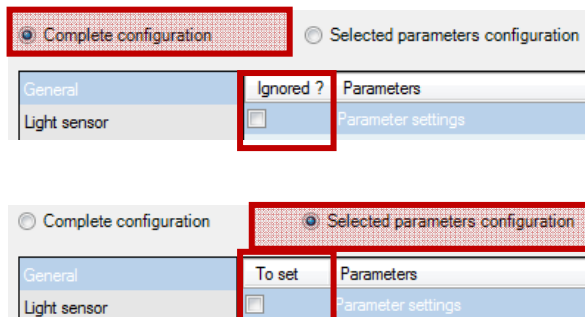 Complete configuration Selected parameters configuration
General Ignored ? Parameters
Light sensor Parameter settings
Complete configuration Selected parameters configuration
General To set Parameters
Light sensor Parameter settings